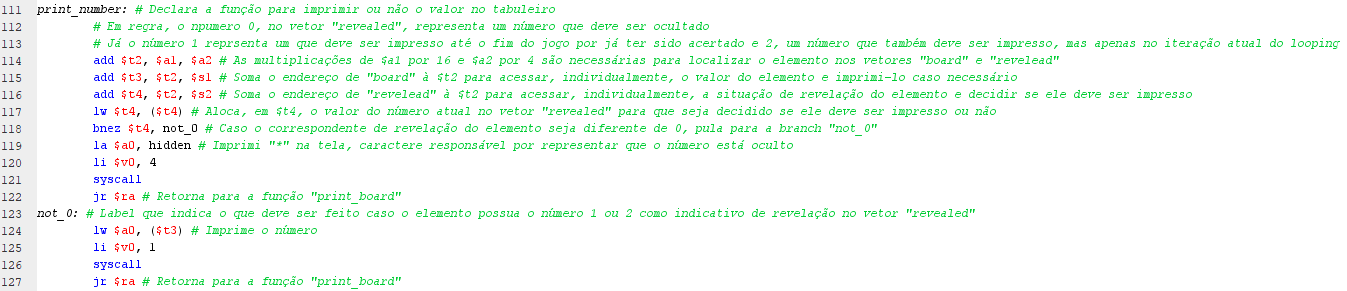 111 print_number: # Declara a função para imprimir ou não o valor no tabuleiro
112 # Em regra, o npumero 0, no vetor "revealed", representa um número que deve ser ocultado
113 # Já o número 1 reprsenta um que deve ser impresso até o fim do jogo por já ter sido acertado e 2, um número que também deve ser impresso, mas apenas no iteração atual do looping
114 add $t2, $a1, $a2 # As multiplicações de $a1 por 16 e $a2 por 4 são necessárias para localizar o elemento nos vetores "board" e "revelead"
115 add $t3, $t2, $s1 # Soma o endereço de "board" à $t2 para acessar, individualmente, o valor do elemento e imprimi-lo caso necessário
116 add $t4, $t2, $s2 # Soma o endereço de "revelead" à $t2 para acessar, individualmente, a situação de revelação do elemento e decidir se ele deve ser impresso
117 lw $t4, ($t4) # Aloca, em $t4, o valor do número atual no vetor "revealed" para que seja decidido se ele deve ser impresso ou não
118 bnez $t4, not_0 # Caso o correspondente de revelação do elemento seja diferente de 0, pula para a branch "not_0"
119 la $a0, hidden # Imprimi "*" na tela, caractere responsável por representar que o número está oculto
120 li $v0, 4
121 syscall
122 jr $ra # Retorna para a função "print_board"
123 not_0: # Label que indica o que deve ser feito caso o elemento possua o número 1 ou 2 como indicativo de revelação no vetor "revealed"
124 lw $a0, ($t3) # Imprime o número
125 li $v0, 1
126 syscall
127 jr $ra # Retorna para a função "print_board"